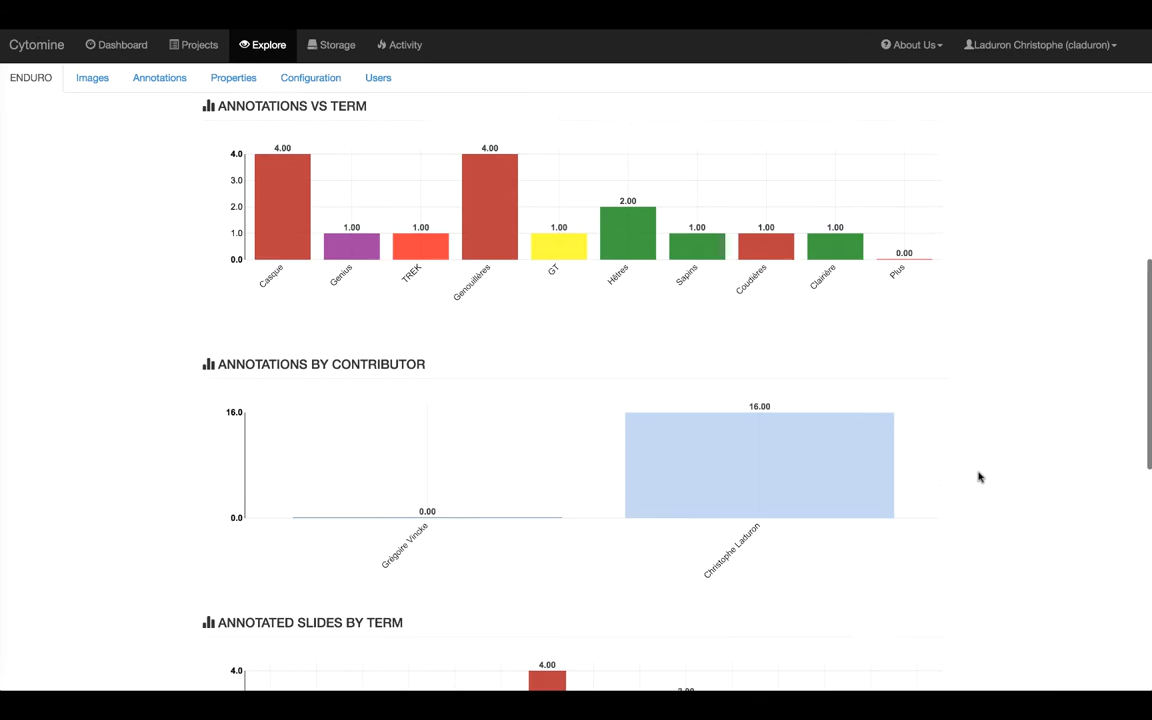 Cytomine Dashboard Projects Explore Storage Activity About Us Laduron Christophe (cladruron)
ENDURO Images Annotations Properties Configuration Users
ANNOTATIONS VS TERM
4.00 4.00
4.0
3.0
2.00
2.0
1.00 1.00 1.00 1.00 1.00 1.00
1.0
0.00
0.0
Casque Genius TREK Genouillères GT Hêtres Sapins Coudières Clairière Plus
ANNOTATIONS BY CONTRIBUTOR
16.00
16.0
0.00
0.0
Grégoire Vincke Christophe Laduron
ANNOTATED SLIDES BY TERM
4.00
4.0